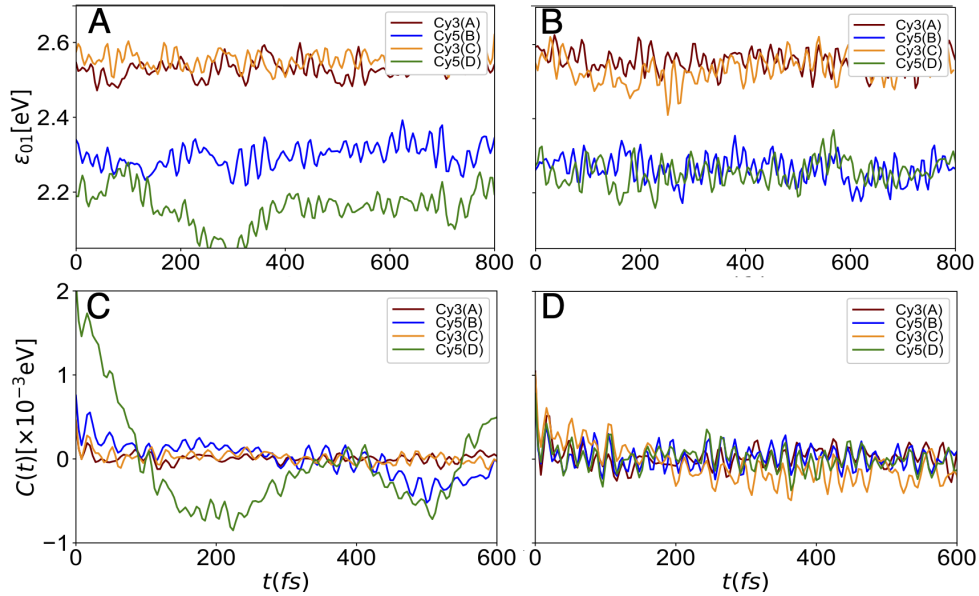 A
Cy3(A)
Cy5(B)
Cy3(C)
Cy5(D)
2.6
2.4
2.2
ε01[eV]
0 200 400 600 800
B
Cy3(A)
Cy5(B)
Cy3(C)
Cy5(D)
0 200 400 600 800
C
Cy3(A)
Cy5(B)
Cy3(C)
Cy5(D)
2
1
0
−1
C(t)[×10⁻³eV]
0 200 400 600
t(fs)
D
Cy3(A)
Cy5(B)
Cy3(C)
Cy5(D)
0 200 400 600
t(fs)